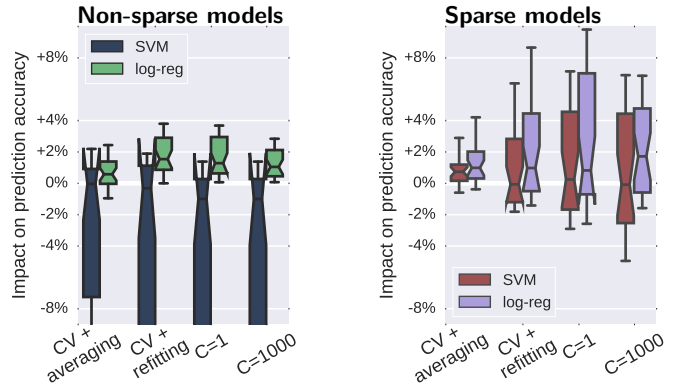 Non-sparse models
Impact on prediction accuracy
+8%
+4%
+2%
0%
-2%
-4%
-8%
SVM
log-reg
CV +
averaging
CV +
refitting
C=1
C=1000
Sparse models
Impact on prediction accuracy
+8%
+4%
+2%
0%
-2%
-4%
-8%
SVM
log-reg
CV +
averaging
CV +
refitting
C=1
C=1000